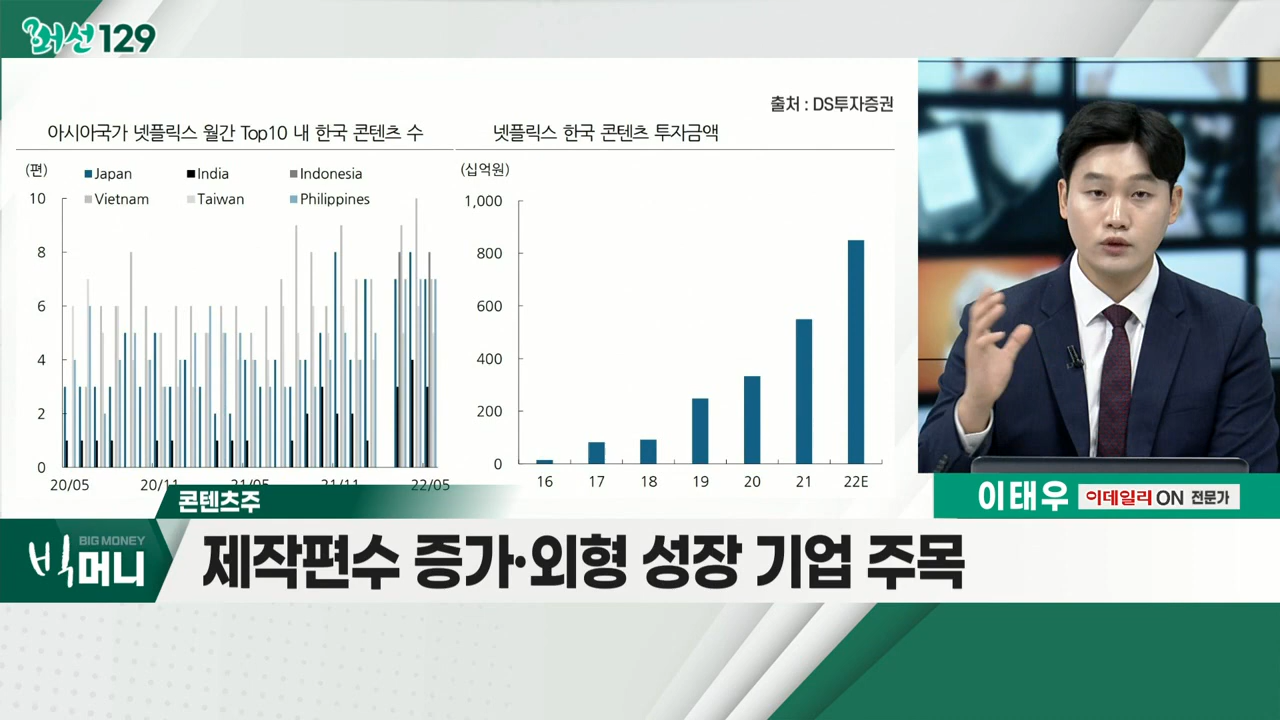 최선129
출처 : DS투자증권
아시아국가 넷플릭스 월간 Top10 내 한국 콘텐츠 수
(편)
Japan India Indonesia
Vietnam Taiwan Philippines
10
8
6
4
2
0
20/05 20/11 21/05 21/11 22/05
넷플릭스 한국 콘텐츠 투자금액
(십억원)
1,000
800
600
400
200
0
16 17 18 19 20 21 22E
이태우 이데일리ON 전문가
콘텐츠주
BIG MONEY
빅머니
제작편수 증가·외형 성장 기업 주목